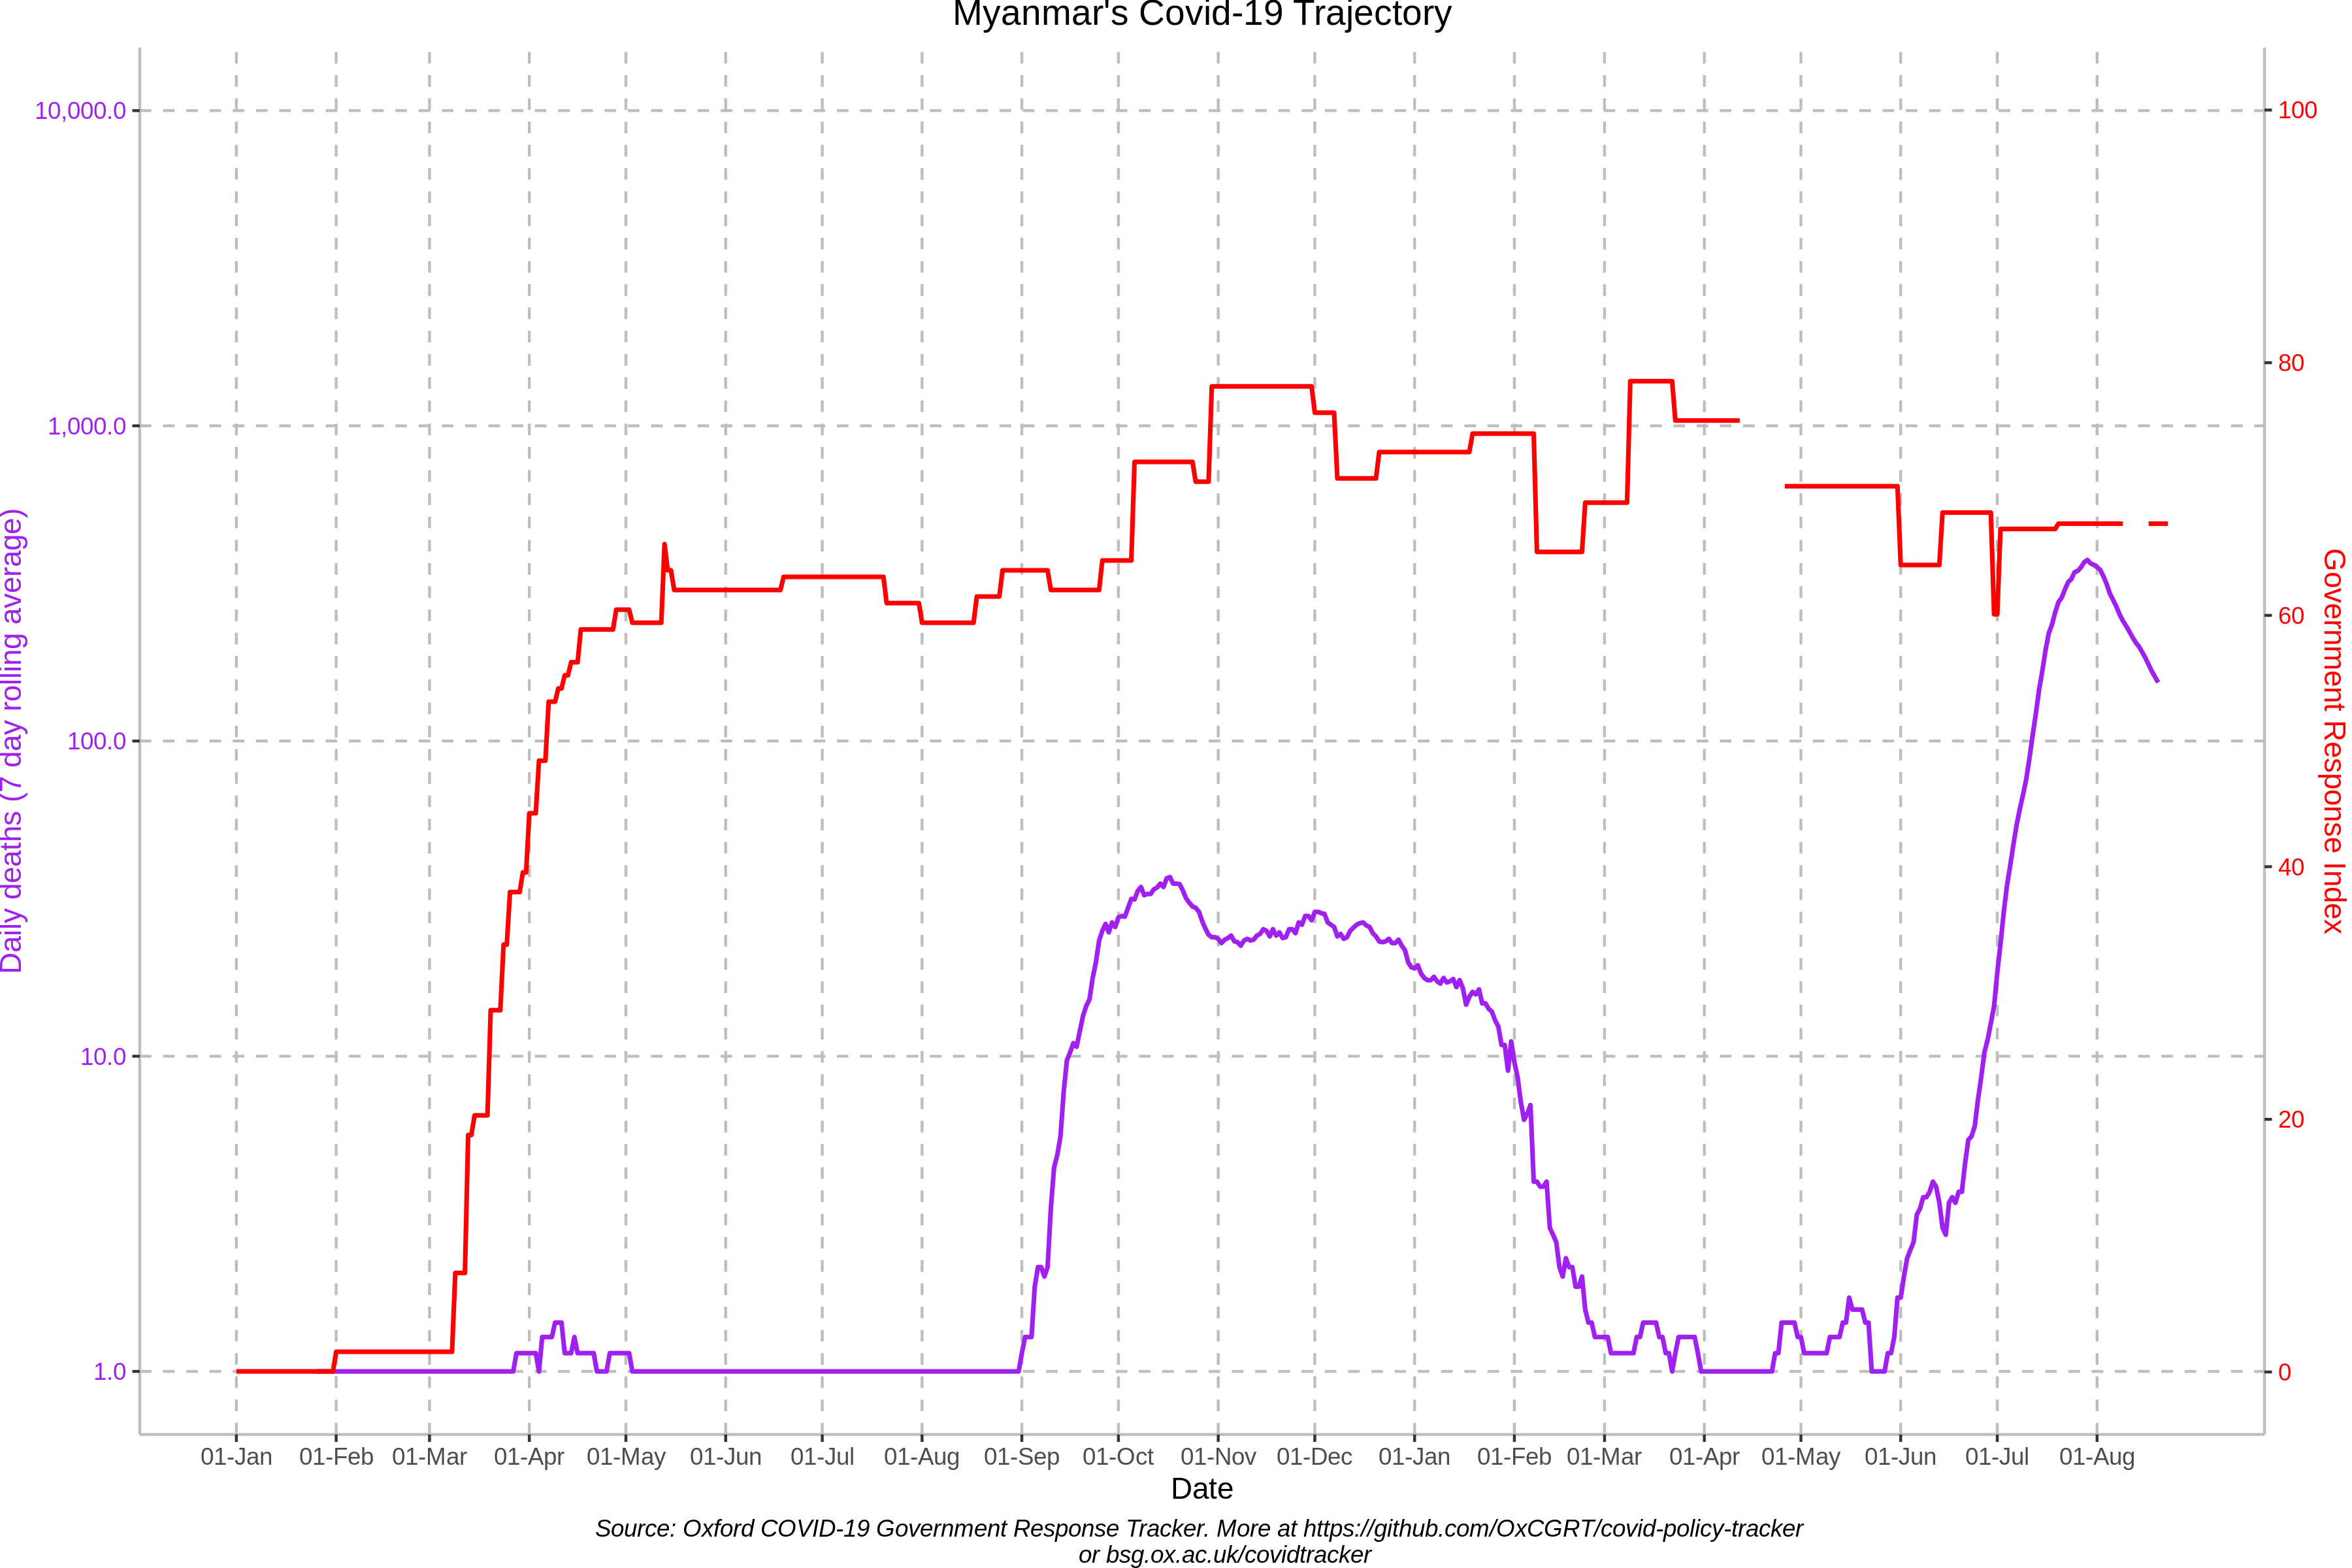 Myanmar's Covid-19 Trajectory
10,000.0
1,000.0
100.0
10.0
1.0
Daily deaths (7 day rolling average)
100
80
60
40
20
0
Government Response Index
01-Jan 01-Feb 01-Mar 01-Apr 01-May 01-Jun 01-Jul 01-Aug 01-Sep 01-Oct 01-Nov 01-Dec 01-Jan 01-Feb 01-Mar 01-Apr 01-May 01-Jun 01-Jul 01-Aug
Date
Source: Oxford COVID-19 Government Response Tracker. More at https://github.com/OxCGRT/covid-policy-tracker
or bsg.ox.ac.uk/covidtracker